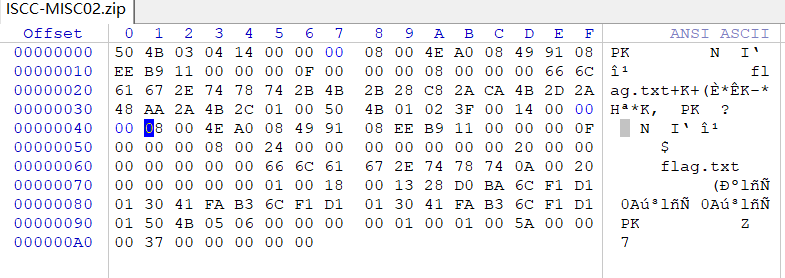 ISCC-MISC02.zip
Offset 0 1 2 3 4 5 6 7 8 9 A B C D E F ANSI ASCII
00000000 50 4B 03 04 14 00 00 00 08 00 4E A0 08 49 91 08 PK N I‘
00000010 EE B9 11 00 00 00 0F 00 00 00 08 00 00 00 66 6C î¹ fl
00000020 61 67 2E 74 78 74 2B 4B 2B 28 C8 2A CA 4B 2D 2A ag.txt+K+(È*ÊK-*
00000030 48 AA 2A 4B 2C 01 00 50 4B 01 02 3F 00 14 00 00 Hª*K, PK ?
00000040 00 08 00 4E A0 08 49 91 08 EE B9 11 00 00 00 0F N I‘ î¹
00000050 00 00 00 08 00 24 00 00 00 00 00 00 00 20 00 00 $
00000060 00 00 00 00 00 66 6C 61 67 2E 74 78 74 0A 00 20 flag.txt
00000070 00 00 00 00 00 01 00 18 00 13 28 D0 BA 6C F1 D1 (ÐºlñÑ
00000080 01 30 41 FA B3 6C F1 D1 01 30 41 FA B3 6C F1 D1 0Aúªlñ 0AúªlñÑ
00000090 01 50 4B 05 06 00 00 00 00 01 00 01 00 5A 00 00 PK Z
000000A0 00 37 00 00 00 00 00 7